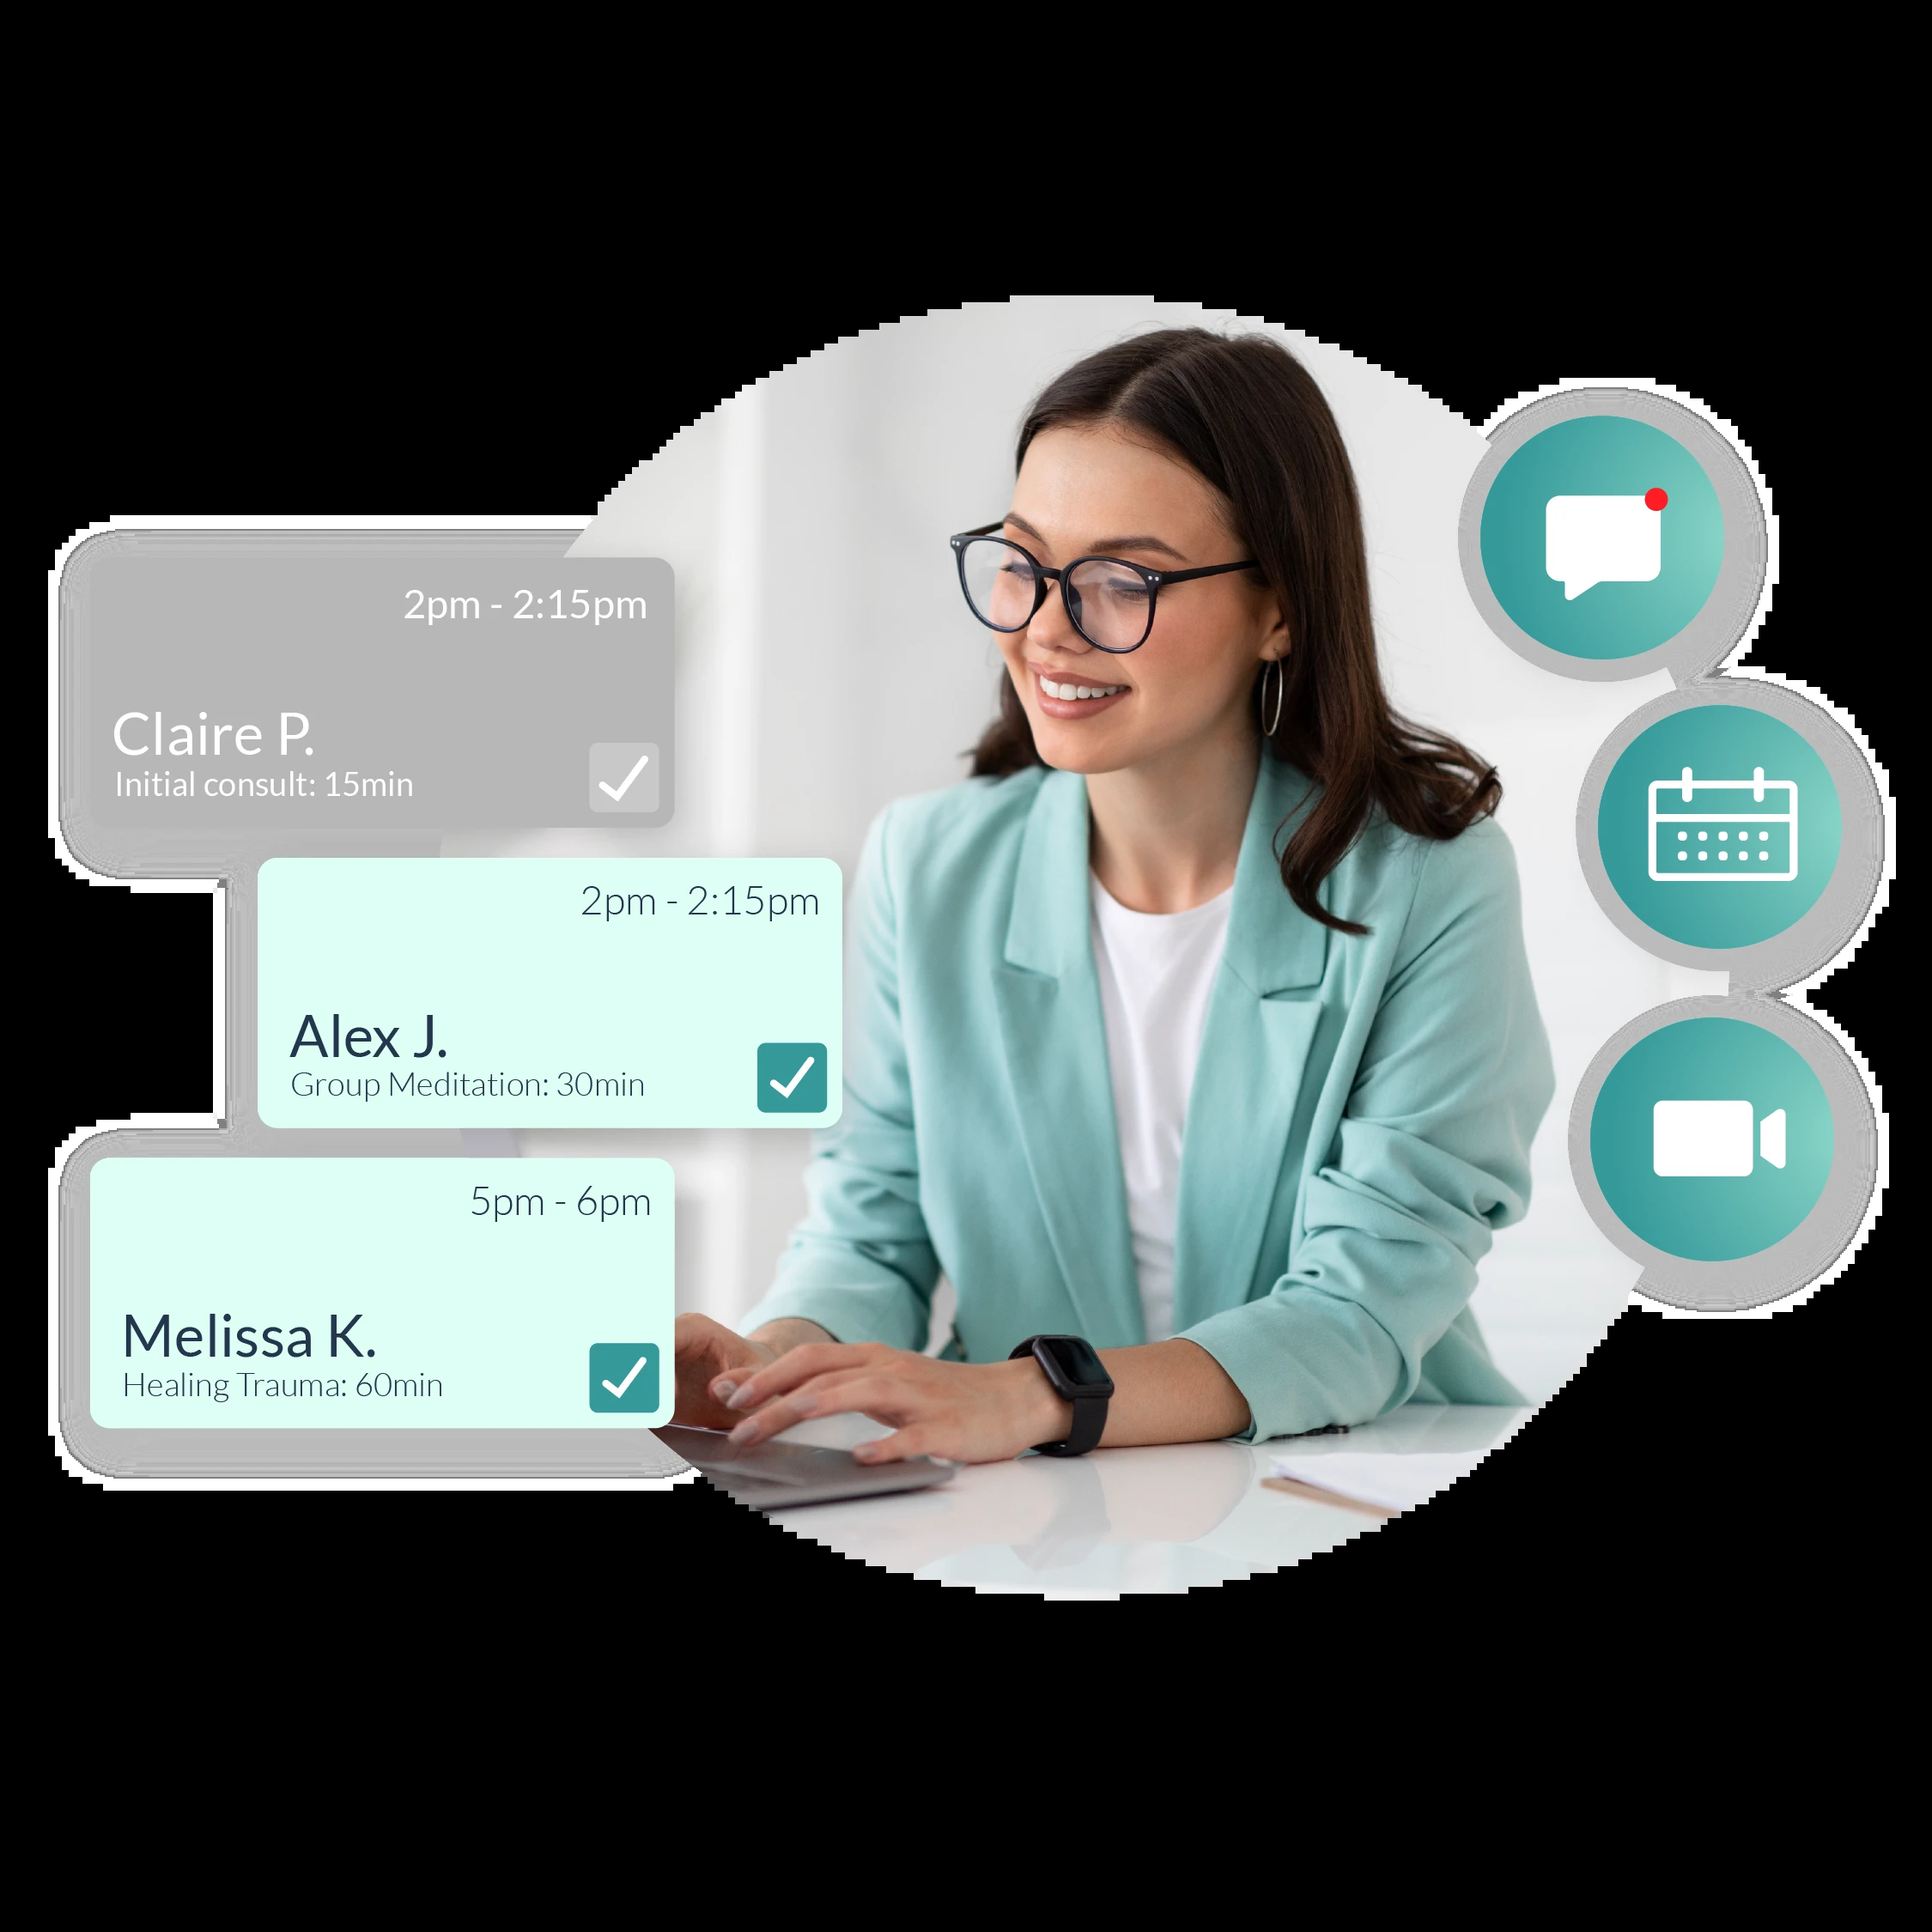 2pm - 2:15pm
Claire P.
Initial consult: 15min
2pm - 2:15pm
Alex J.
Group Meditation: 30min
5pm - 6pm
Melissa K.
Healing Trauma: 60min